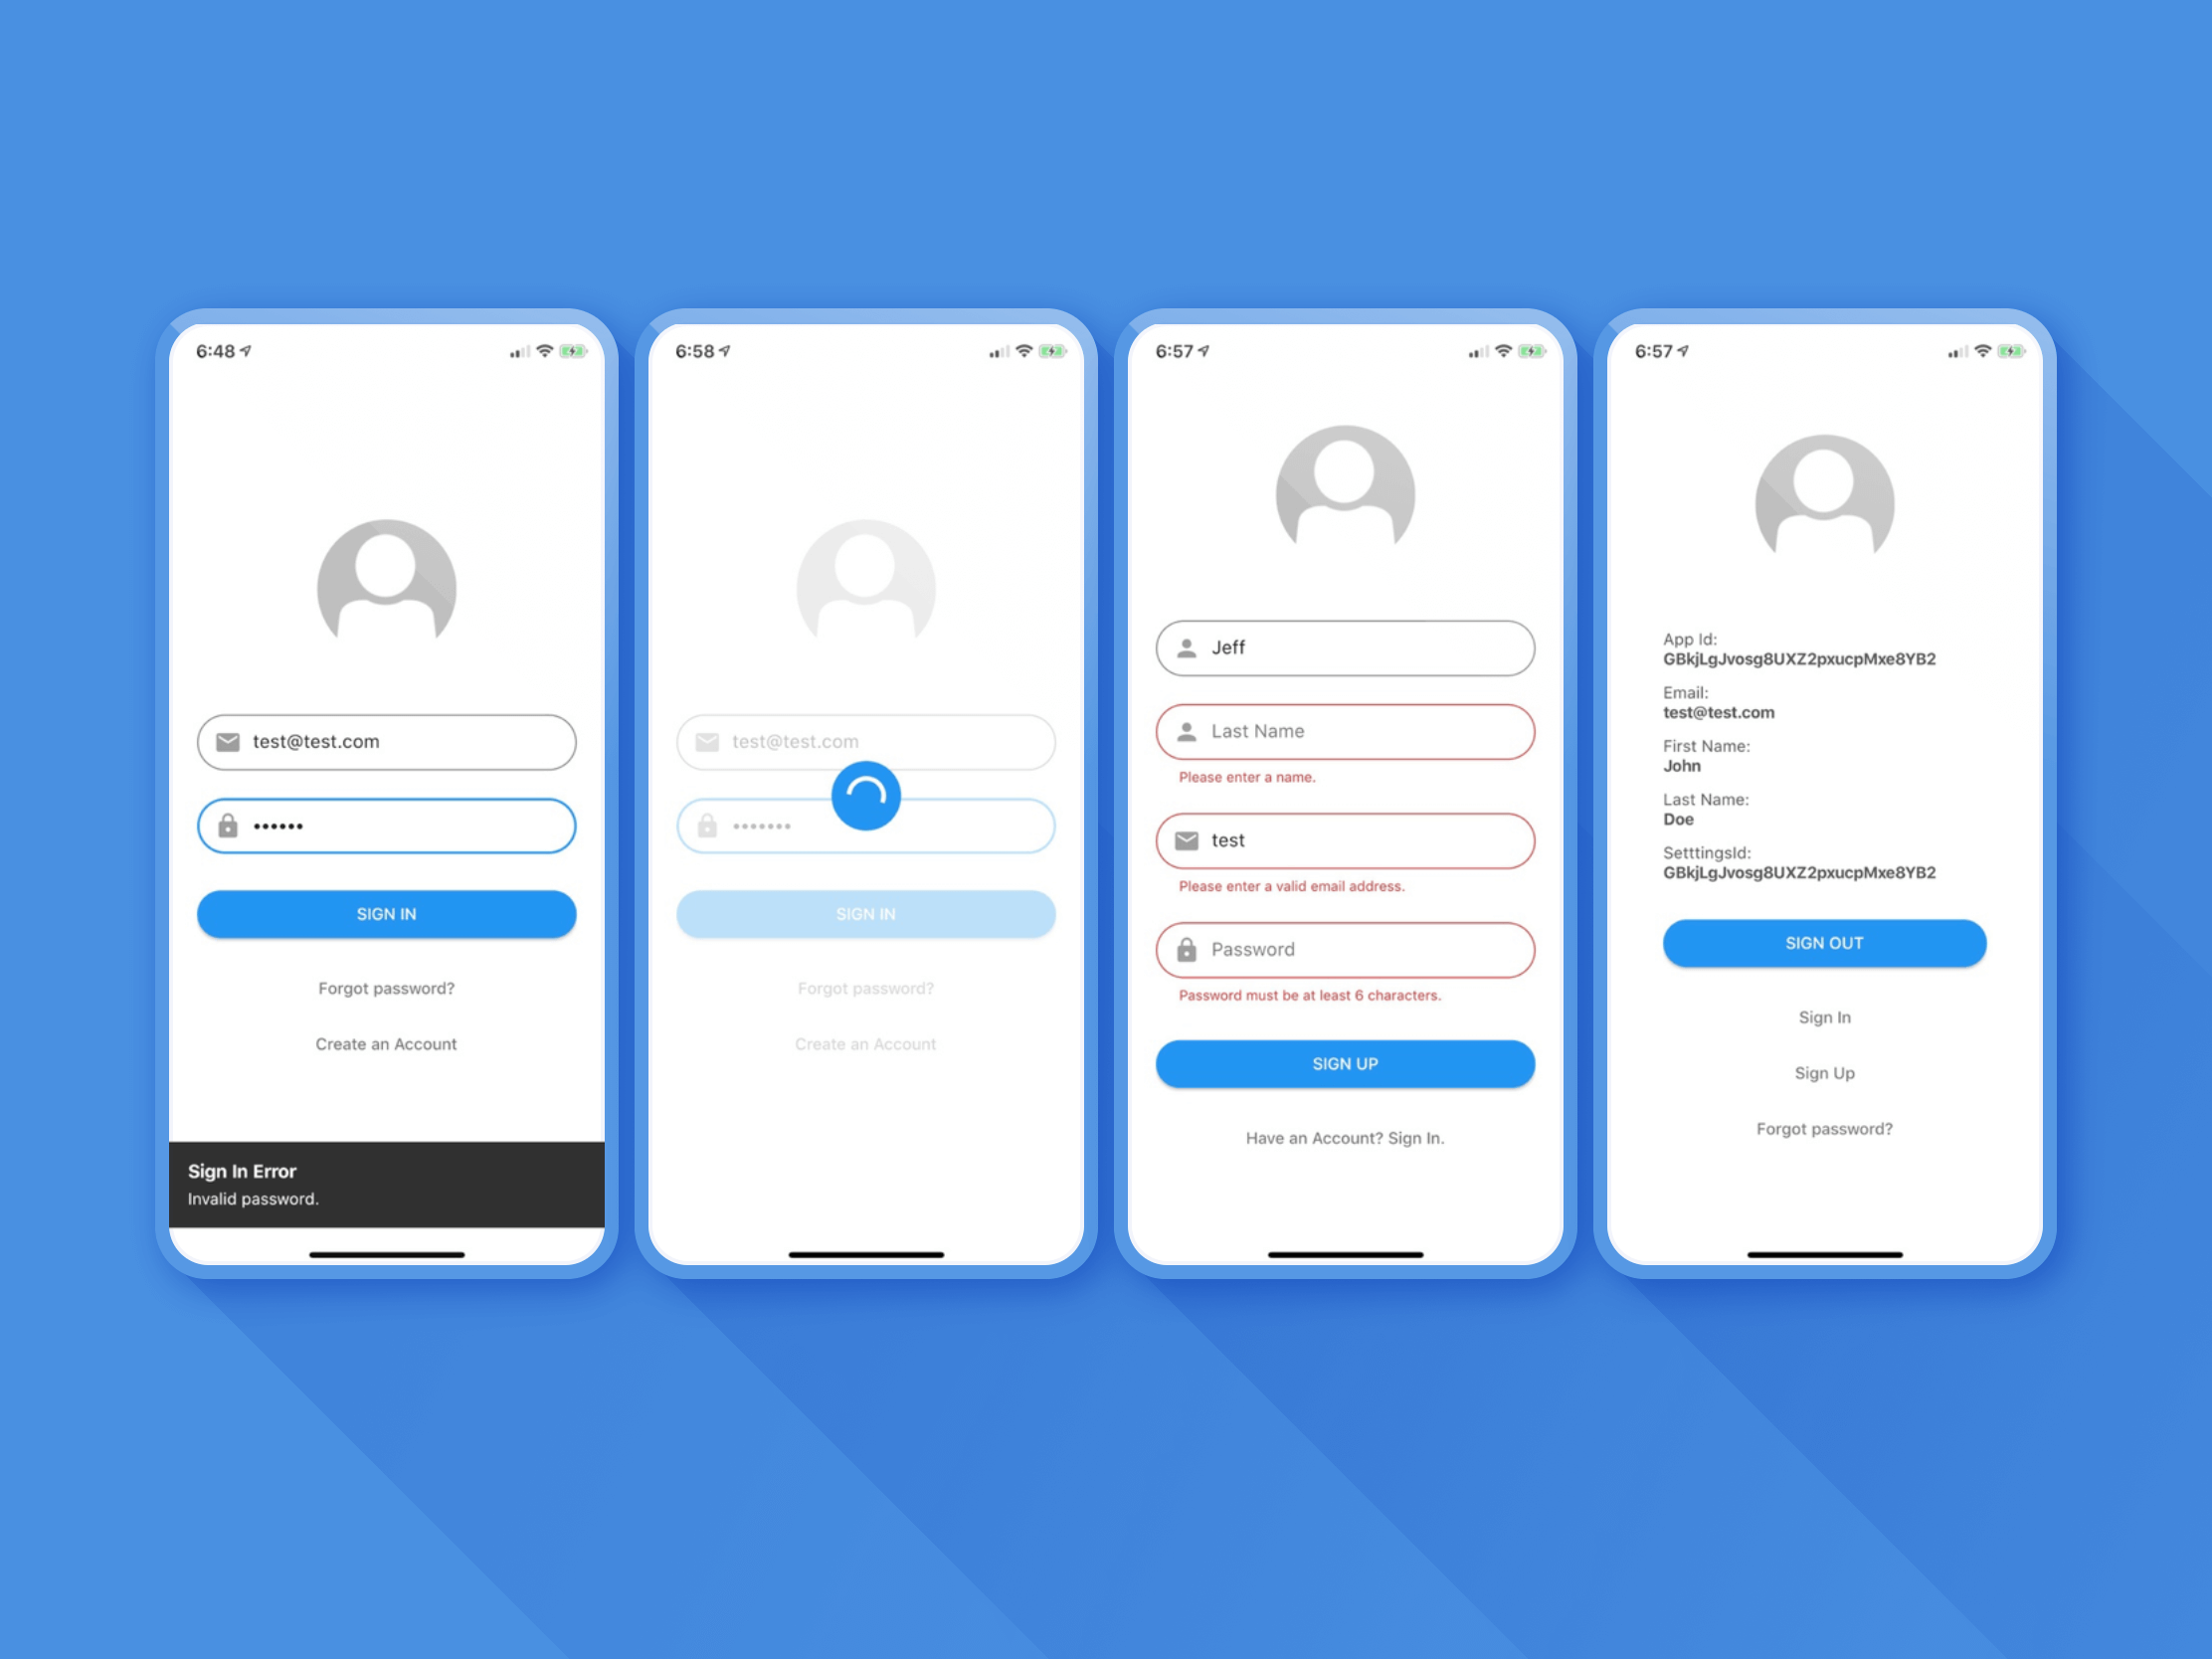 6:48
test@test.com
••••••
SIGN IN
Forgot password?
Create an Account
Sign In Error
Invalid password.
6:58
test@test.com
•••••••
SIGN IN
Forgot password?
Create an Account
6:57
Jeff
Last Name
Please enter a name.
test
Please enter a valid email address.
Password
Password must be at least 6 characters.
SIGN UP
Have an Account? Sign In.
6:57
App Id:
GBkjLgJvosg8UXZ2pxucpMxe8YB2
Email:
test@test.com
First Name:
John
Last Name:
Doe
SetttingsId:
GBkjLgJvosg8UXZ2pxucpMxe8YB2
SIGN OUT
Sign In
Sign Up
Forgot password?